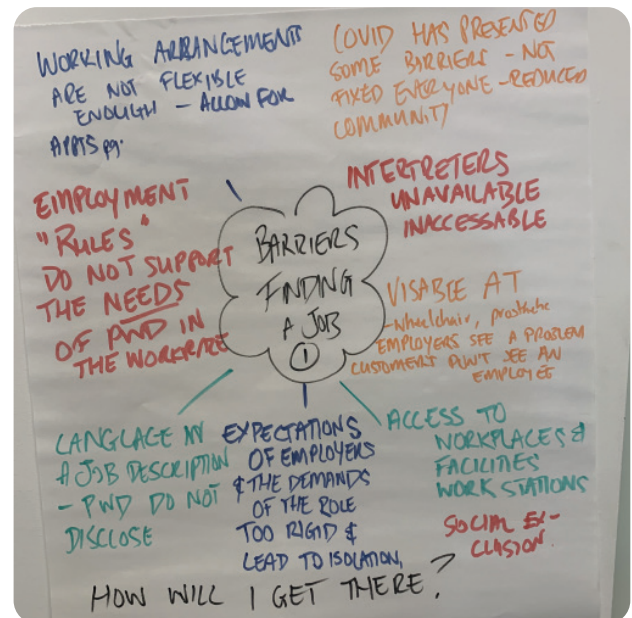 WORKING ARRANGEMENTS
ARE NOT FLEXIBLE
ENOUGH - ALLOW FOR
APPTS eg.
COVID HAS PRESENTED
SOME BARRIERS - NOT
FIXED EVERYONE - REDUCED
COMMUNITY
EMPLOYMENT
"RULES"
DO NOT SUPPORT
THE NEEDS
OF PWD IN
THE WORKPLACE
BARRIERS
FINDING
A JOB
1
INTERPRETERS
UNAVAILABLE
INACCESSABLE
VISABLE AT
- wheelchair, prosthetic
EMPLOYERS SEE A PROBLEM
CUSTOMERS DON'T SEE AN
EMPLOYEE
LANGUAGE IN
A JOB DESCRIPTION
- PWD DO NOT
DISCLOSE
EXPECTATIONS
OF EMPLOYERS
& THE DEMANDS
OF THE ROLE
TOO RIGID &
LEAD TO ISOLATION,
ACCESS TO
WORKPLACES &
FACILITIES
WORK STATIONS
SOCIAL EX-
CLUSION.
HOW WILL I GET THERE?